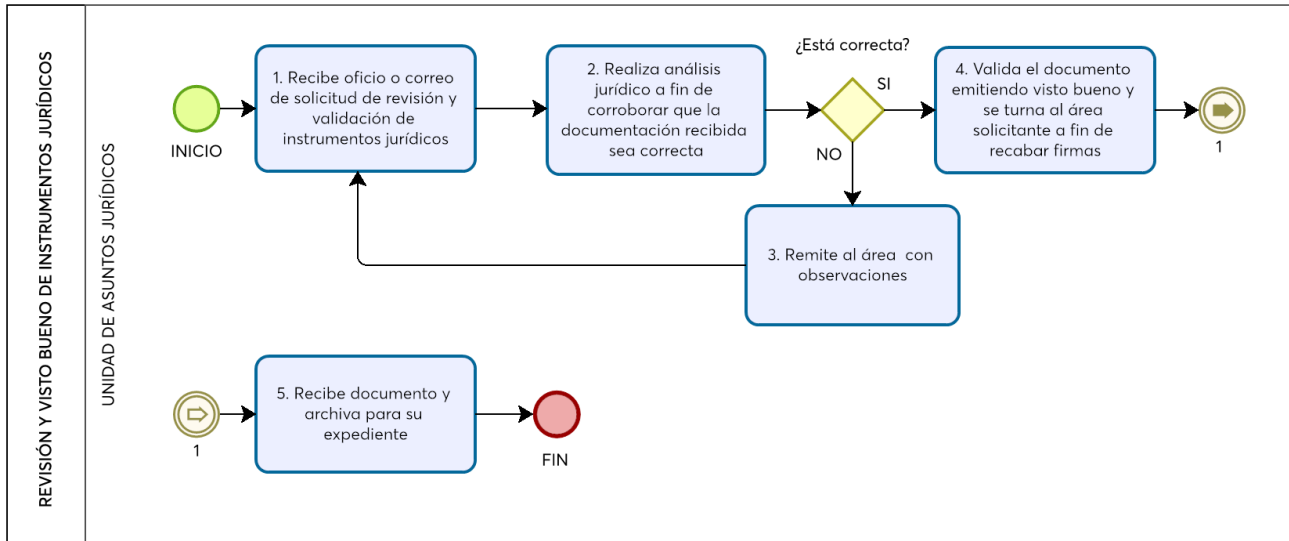 REVISIÓN Y VISTO BUENO DE INSTRUMENTOS JURÍDICOS
UNIDAD DE ASUNTOS JURÍDICOS
INICIO
1. Recibe oficio o correo
de solicitud de revisión y
validación de
instrumentos jurídicos
2. Realiza análisis
jurídico a fin de
corroborar que la
documentación recibida
sea correcta
¿Está correcta?
SI
NO
3. Remite al área con
observaciones
4. Valida el documento
emitiendo visto bueno y
se turna al área
solicitante a fin de
recabar firmas
1
1
5. Recibe documento y
archiva para su
expediente
FIN